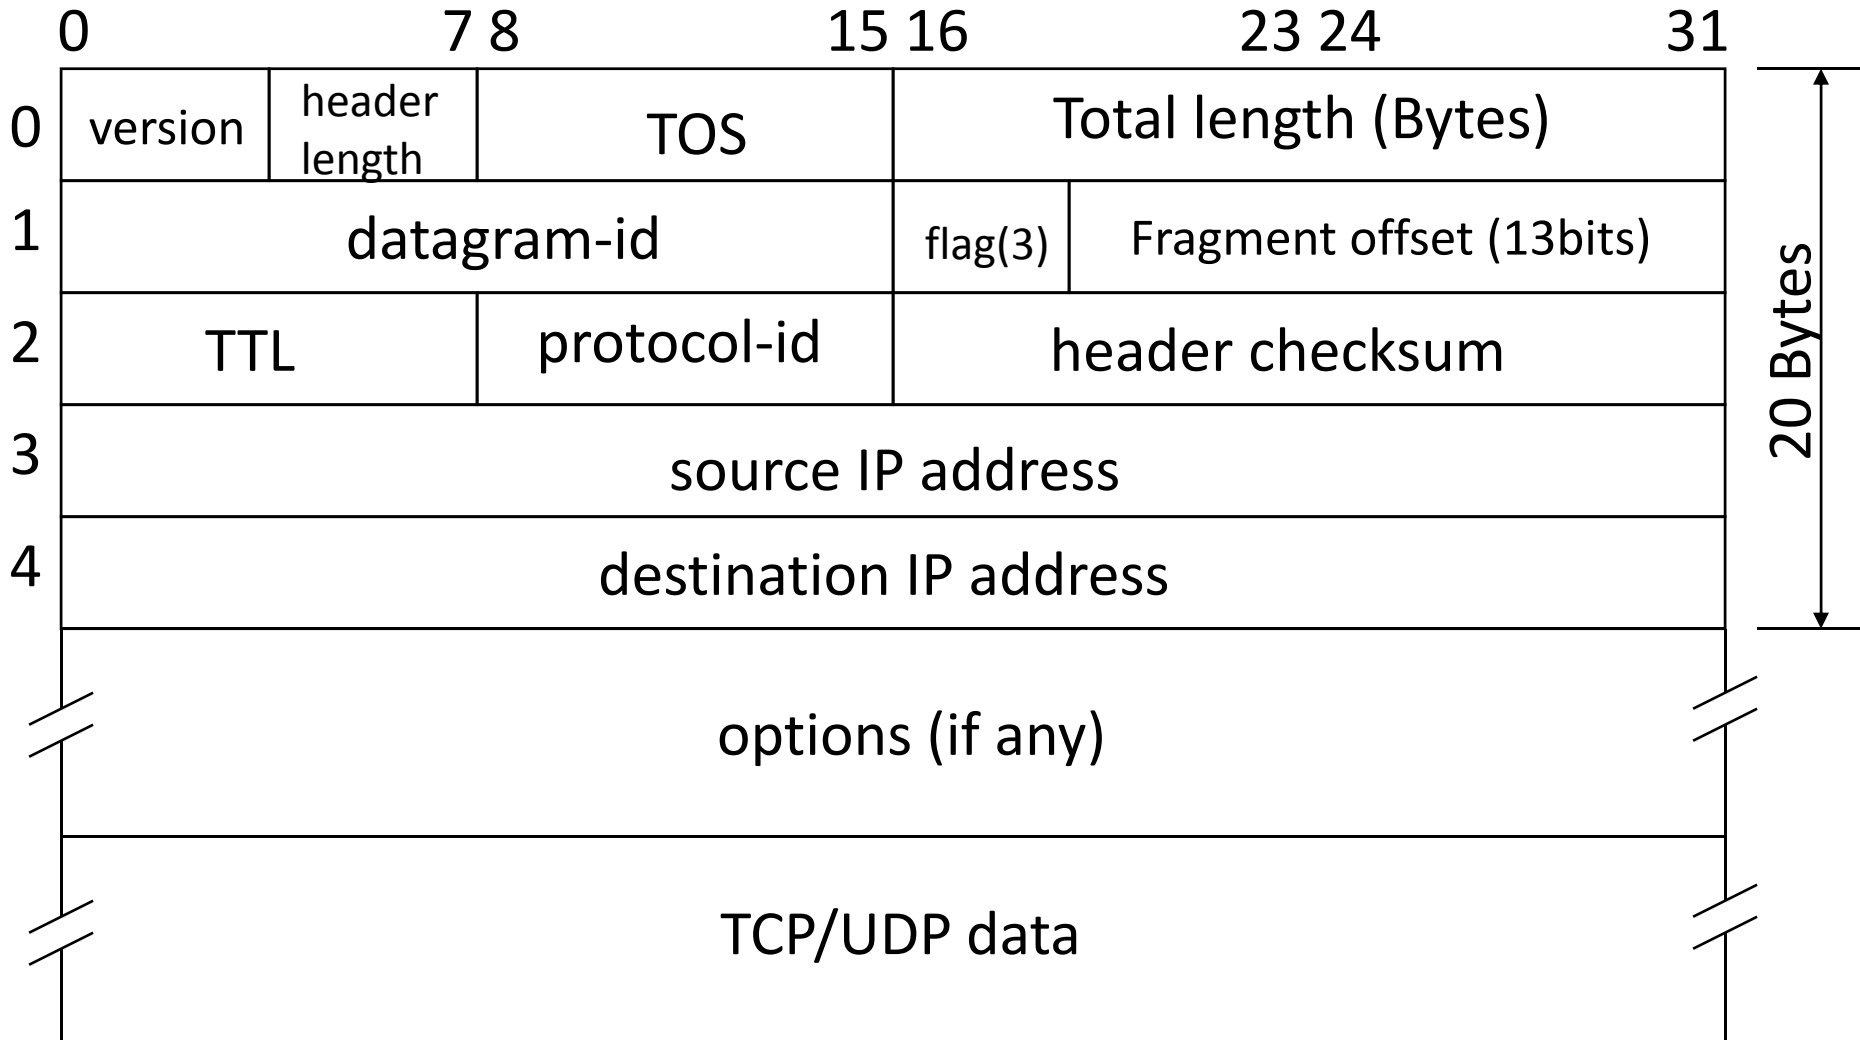 0 7 8 15 16 23 24 31
0 version header length TOS Total length (Bytes)
1 datagram-id flag(3) Fragment offset (13bits)
2 TTL protocol-id header checksum
3 source IP address
4 destination IP address
20 Bytes
options (if any)
TCP/UDP data